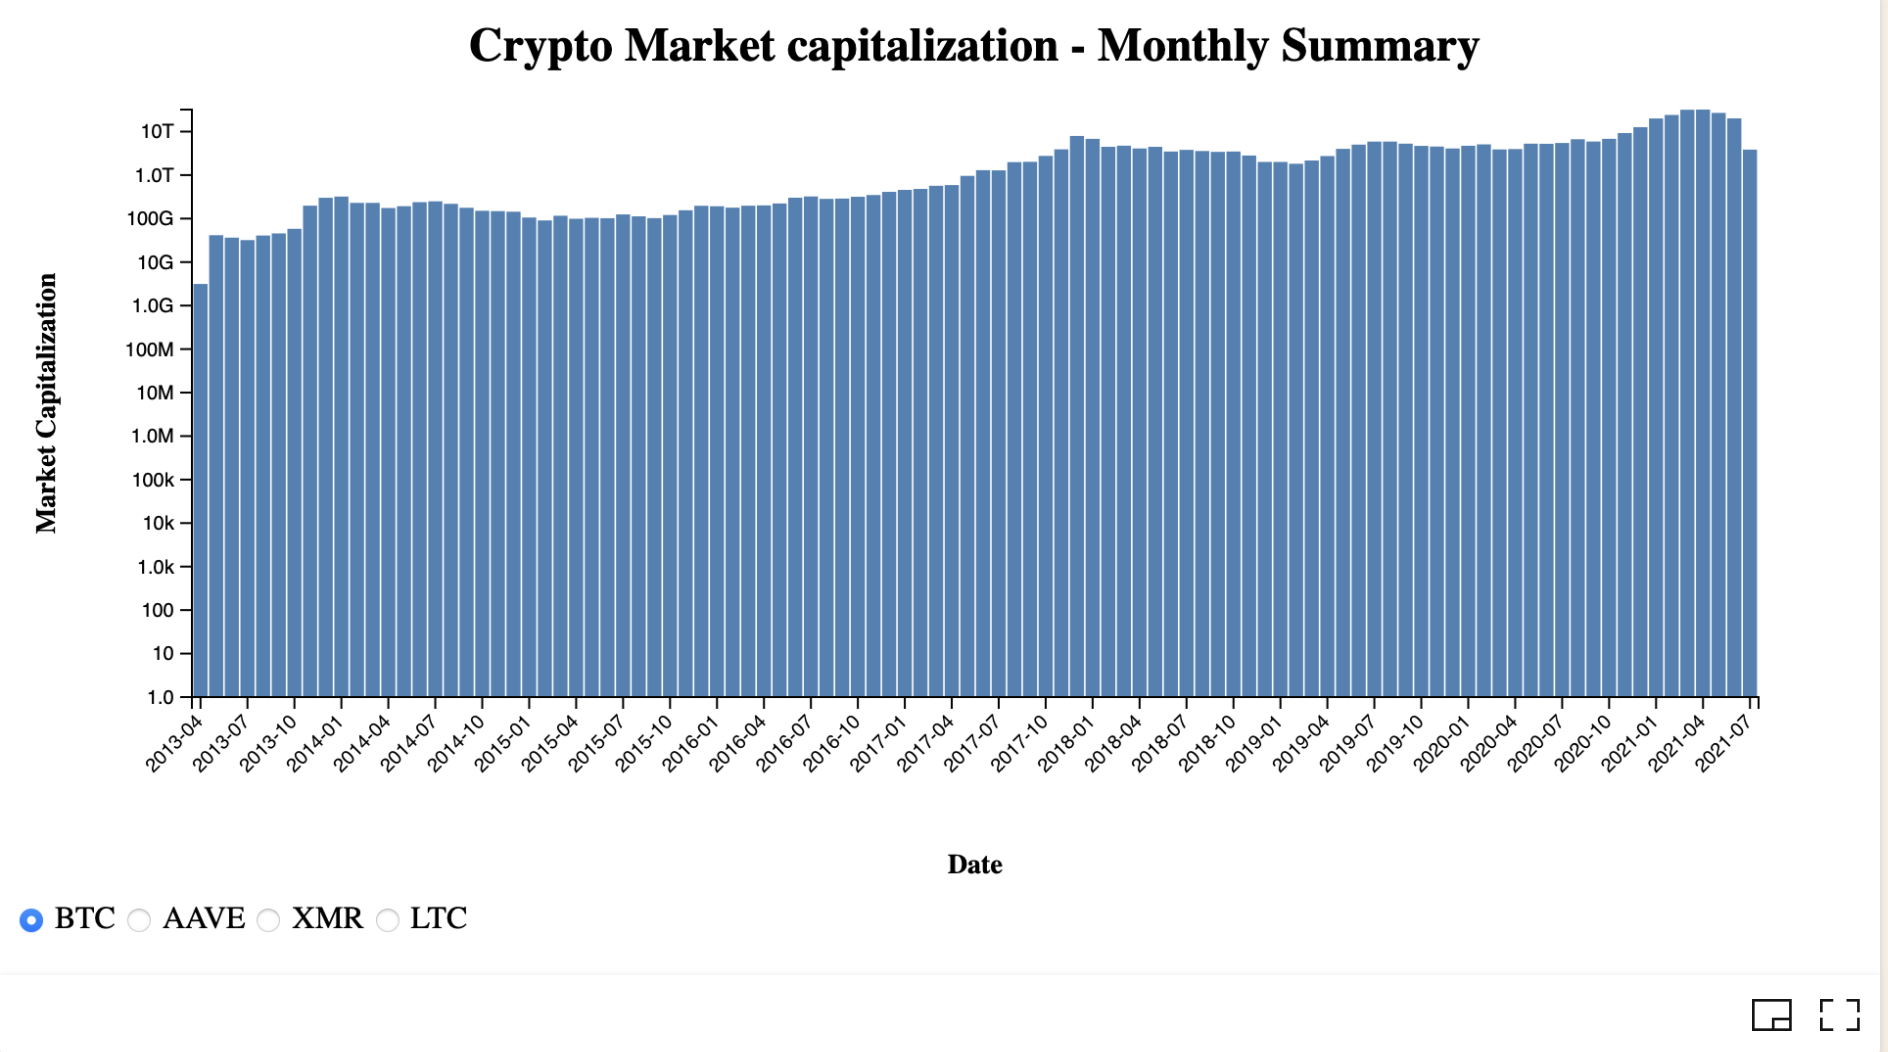 Crypto Market capitalization - Monthly Summary
Market Capitalization
10T
1.0T
100G
10G
1.0G
100M
10M
1.0M
100k
10k
1.0k
100
10
1.0
2013-04
2013-07
2013-10
2014-01
2014-04
2014-07
2014-10
2015-01
2015-04
2015-07
2015-10
2016-01
2016-04
2016-07
2016-10
2017-01
2017-04
2017-07
2017-10
2018-01
2018-04
2018-07
2018-10
2019-01
2019-04
2019-07
2019-10
2020-01
2020-04
2020-07
2020-10
2021-01
2021-04
2021-07
Date
BTC AAVE XMR LTC